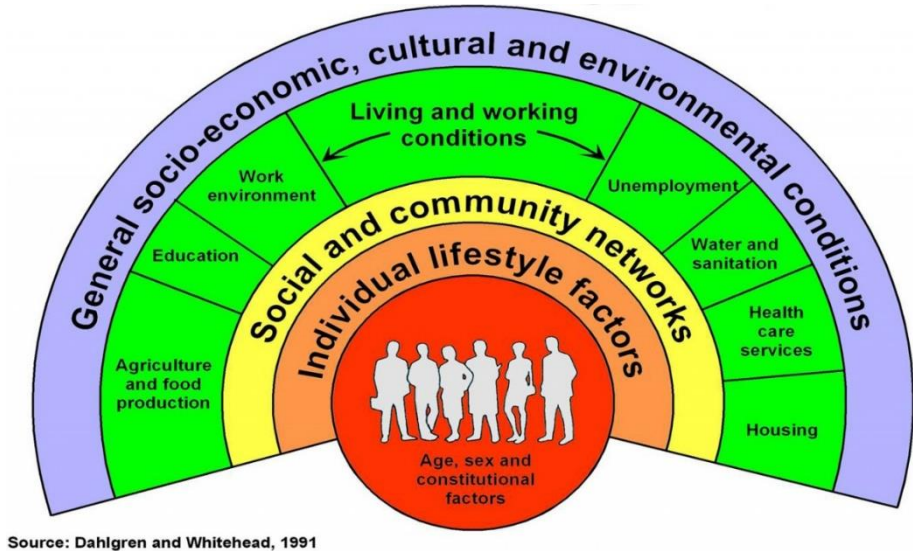 General socio-economic, cultural and environmental conditions
Living and working
conditions
Work
environment
Education
Agriculture
and food
production
Unemployment
Water and
sanitation
Health
care
services
Housing
Social and community networks
Individual lifestyle factors
Age, sex and
constitutional
factors
Source: Dahlgren and Whitehead, 1991